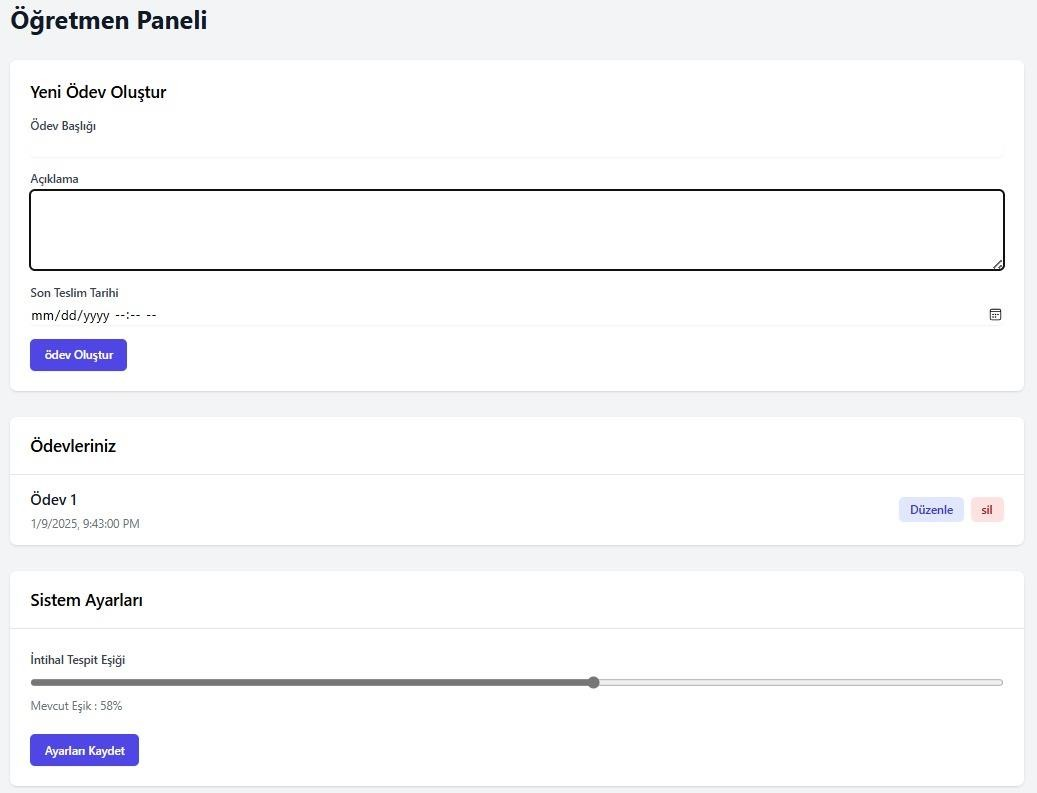 Öğretmen Paneli
Yeni Ödev Oluştur
Ödev Başlığı
Açıklama
Son Teslim Tarihi
mm/dd/yyyy --:-- --
ödev Oluştur
Ödevleriniz
Ödev 1
1/9/2025, 9:43:00 PM
Düzenle
sil
Sistem Ayarları
İntihal Tespit Eşiği
Mevcut Eşik : 58%
Ayarları Kaydet